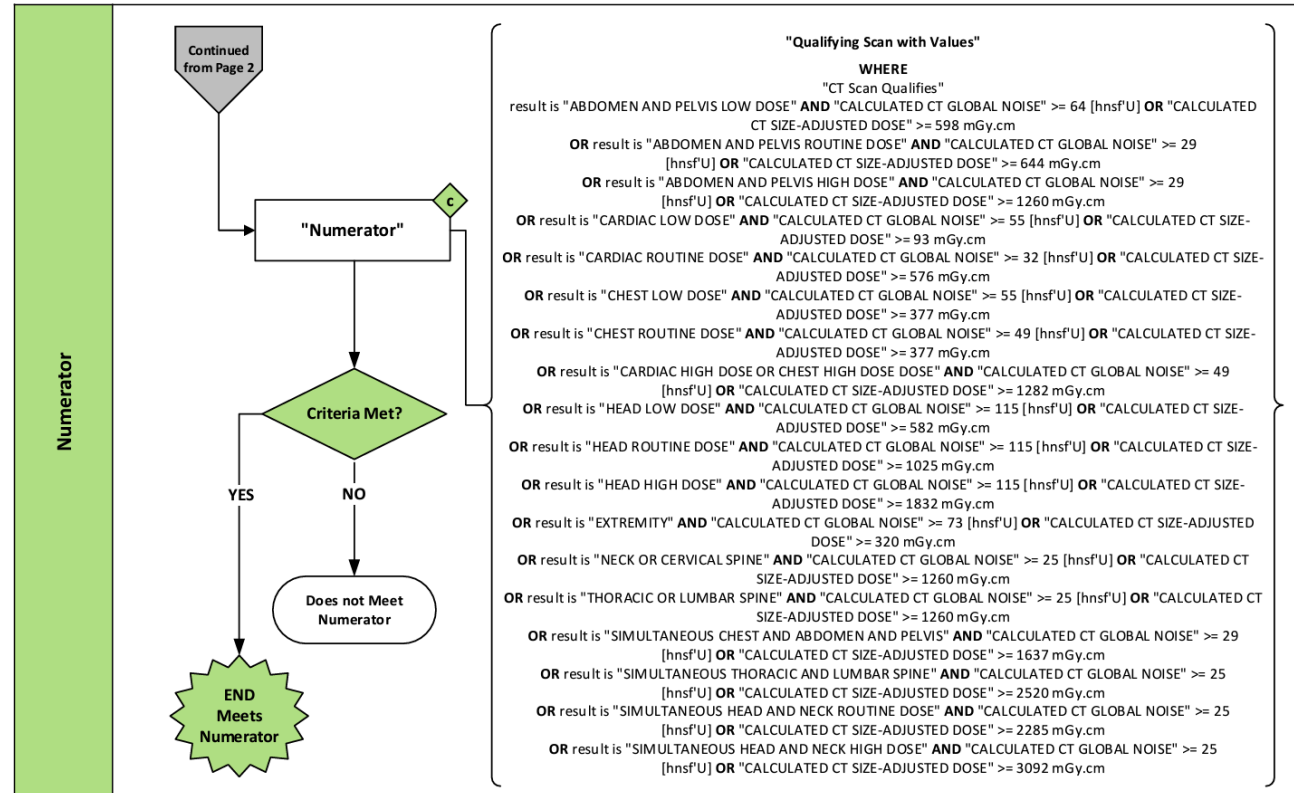 Numerator
Continued
from Page 2
c
"Numerator"
Criteria Met?
YES
NO
Does not Meet
Numerator
END
Meets
Numerator
"Qualifying Scan with Values"
WHERE
"CT Scan Qualifies"
result is "ABDOMEN AND PELVIS LOW DOSE" AND "CALCULATED CT GLOBAL NOISE" >= 64 [hnsf'U] OR "CALCULATED
CT SIZE-ADJUSTED DOSE" >= 598 mGy.cm
OR result is "ABDOMEN AND PELVIS ROUTINE DOSE" AND "CALCULATED CT GLOBAL NOISE" >= 29
[hnsf'U] OR "CALCULATED CT SIZE-ADJUSTED DOSE" >= 644 mGy.cm
OR result is "ABDOMEN AND PELVIS HIGH DOSE" AND "CALCULATED CT GLOBAL NOISE" >= 29
[hnsf'U] OR "CALCULATED CT SIZE-ADJUSTED DOSE" >= 1260 mGy.cm
OR result is "CARDIAC LOW DOSE" AND "CALCULATED CT GLOBAL NOISE" >= 55 [hnsf'U] OR "CALCULATED CT SIZE-
ADJUSTED DOSE" >= 93 mGy.cm
OR result is "CARDIAC ROUTINE DOSE" AND "CALCULATED CT GLOBAL NOISE" >= 32 [hnsf'U] OR "CALCULATED CT SIZE-
ADJUSTED DOSE" >= 576 mGy.cm
OR result is "CHEST LOW DOSE" AND "CALCULATED CT GLOBAL NOISE" >= 55 [hnsf'U] OR "CALCULATED CT SIZE-
ADJUSTED DOSE" >= 377 mGy.cm
OR result is "CHEST ROUTINE DOSE" AND "CALCULATED CT GLOBAL NOISE" >= 49 [hnsf'U] OR "CALCULATED CT SIZE-
ADJUSTED DOSE" >= 377 mGy.cm
OR result is "CARDIAC HIGH DOSE OR CHEST HIGH DOSE DOSE" AND "CALCULATED CT GLOBAL NOISE" >= 49
[hnsf'U] OR "CALCULATED CT SIZE-ADJUSTED DOSE" >= 1282 mGy.cm
OR result is "HEAD LOW DOSE" AND "CALCULATED CT GLOBAL NOISE" >= 115 [hnsf'U] OR "CALCULATED CT SIZE-
ADJUSTED DOSE" >= 582 mGy.cm
OR result is "HEAD ROUTINE DOSE" AND "CALCULATED CT GLOBAL NOISE" >= 115 [hnsf'U] OR "CALCULATED CT SIZE-
ADJUSTED DOSE" >= 1025 mGy.cm
OR result is "HEAD HIGH DOSE" AND "CALCULATED CT GLOBAL NOISE" >= 115 [hnsf'U] OR "CALCULATED CT SIZE-
ADJUSTED DOSE" >= 1832 mGy.cm
OR result is "EXTREMITY" AND "CALCULATED CT GLOBAL NOISE" >= 73 [hnsf'U] OR "CALCULATED CT SIZE-ADJUSTED
DOSE" >= 320 mGy.cm
OR result is "NECK OR CERVICAL SPINE" AND "CALCULATED CT GLOBAL NOISE" >= 25 [hnsf'U] OR "CALCULATED CT
SIZE-ADJUSTED DOSE" >= 1260 mGy.cm
OR result is "THORACIC OR LUMBAR SPINE" AND "CALCULATED CT GLOBAL NOISE" >= 25 [hnsf'U] OR "CALCULATED CT
SIZE-ADJUSTED DOSE" >= 1260 mGy.cm
OR result is "SIMULTANEOUS CHEST AND ABDOMEN AND PELVIS" AND "CALCULATED CT GLOBAL NOISE" >= 29
[hnsf'U] OR "CALCULATED CT SIZE-ADJUSTED DOSE" >= 1637 mGy.cm
OR result is "SIMULTANEOUS THORACIC AND LUMBAR SPINE" AND "CALCULATED CT GLOBAL NOISE" >= 25
[hnsf'U] OR "CALCULATED CT SIZE-ADJUSTED DOSE" >= 2520 mGy.cm
OR result is "SIMULTANEOUS HEAD AND NECK ROUTINE DOSE" AND "CALCULATED CT GLOBAL NOISE" >= 25
[hnsf'U] OR "CALCULATED CT SIZE-ADJUSTED DOSE" >= 2285 mGy.cm
OR result is "SIMULTANEOUS HEAD AND NECK HIGH DOSE" AND "CALCULATED CT GLOBAL NOISE" >= 25
[hnsf'U] OR "CALCULATED CT SIZE-ADJUSTED DOSE" >= 3092 mGy.cm